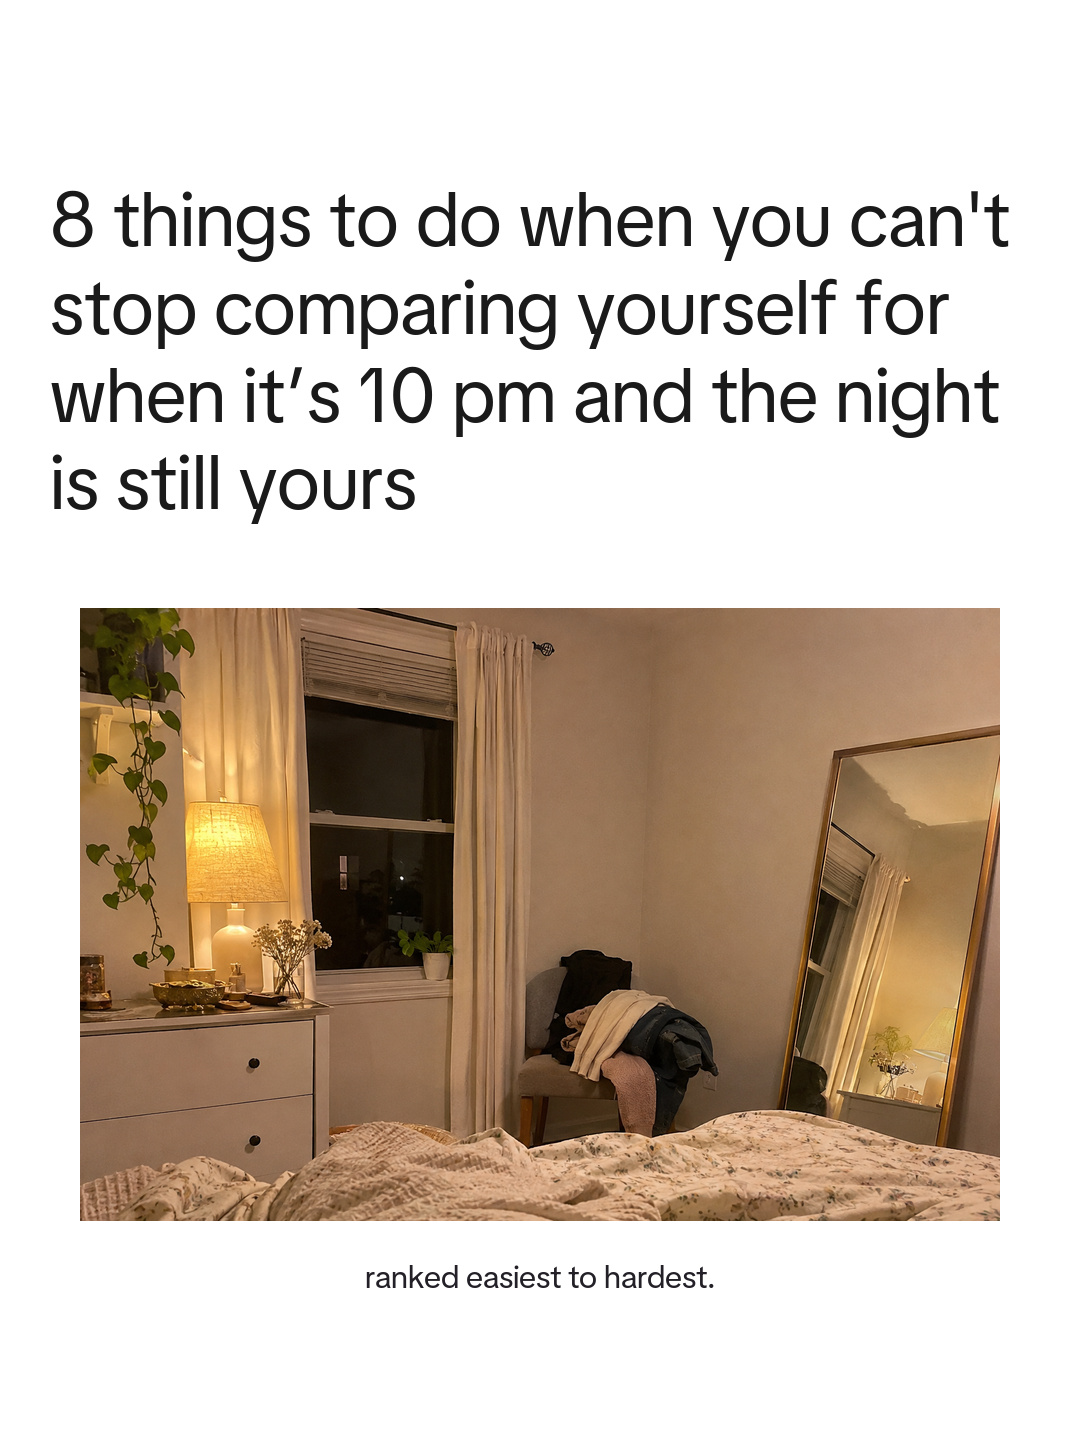 8 things to do when you can't
stop comparing yourself for
when it’s 10 pm and the night
is still yours
ranked easiest to hardest.